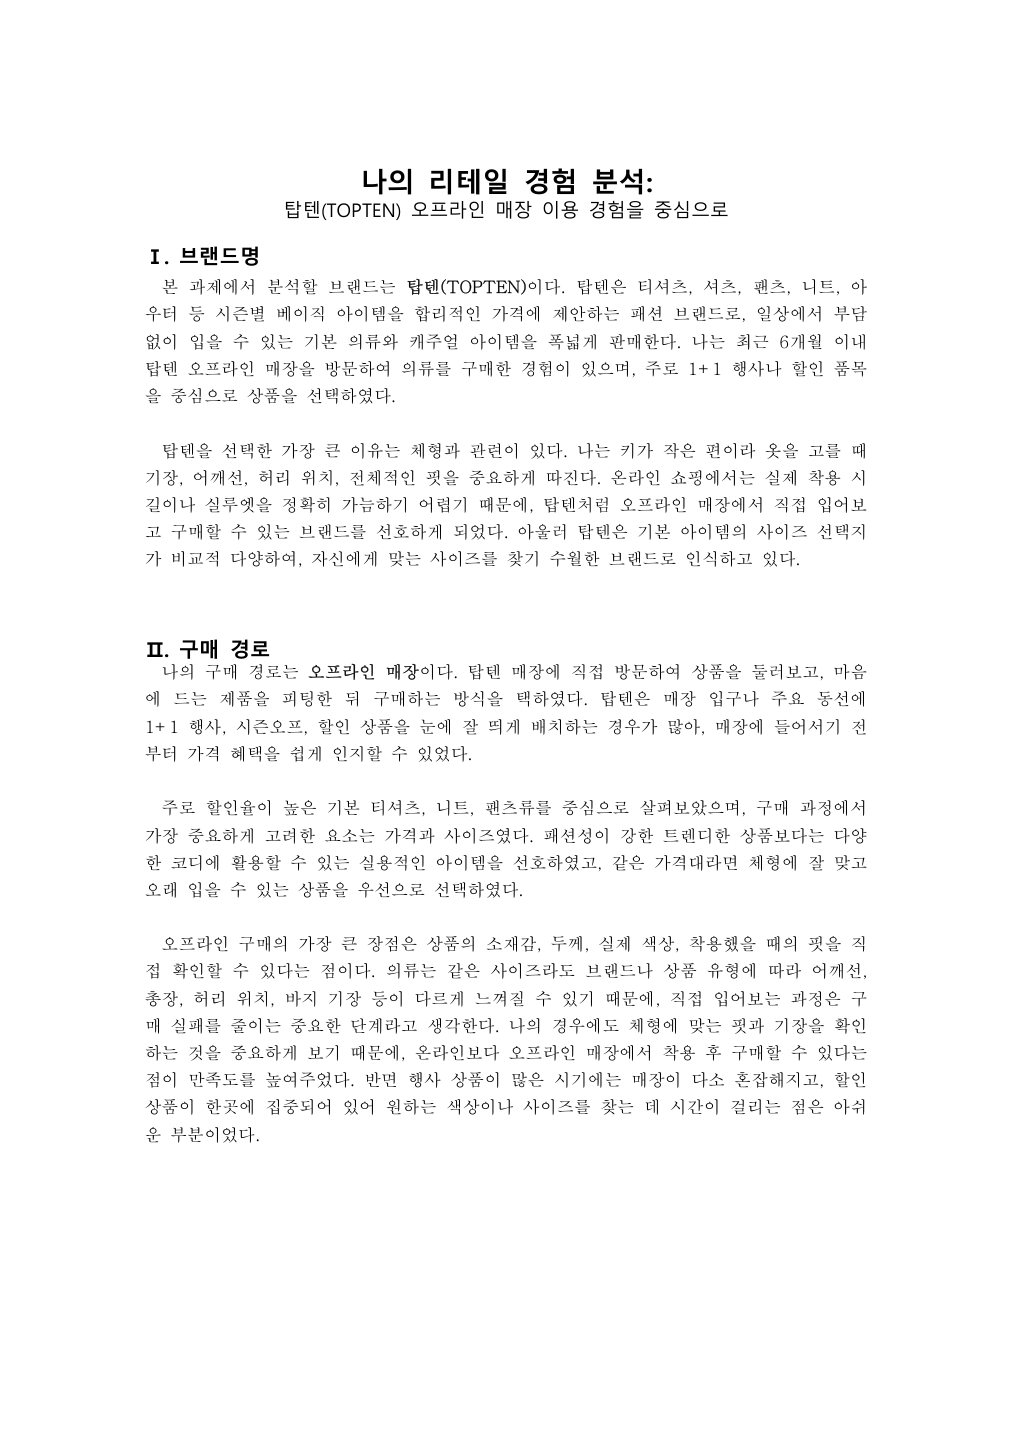 나의 리테일 경험 분석:
탑텐(TOPTEN) 오프라인 매장 이용 경험을 중심으로
Ⅰ. 브랜드명
본 과제에서 분석할 브랜드는 탑텐(TOPTEN)이다. 탑텐은 티셔츠, 셔츠, 팬츠, 니트, 아
우터 등 시즌별 베이직 아이템을 합리적인 가격에 제안하는 패션 브랜드로, 일상에서 부담
없이 입을 수 있는 기본 의류와 캐주얼 아이템을 폭넓게 판매한다. 나는 최근 6개월 이내
탑텐 오프라인 매장을 방문하여 의류를 구매한 경험이 있으며, 주로 1+1 행사나 할인 품목
을 중심으로 상품을 선택하였다.
탑텐을 선택한 가장 큰 이유는 체형과 관련이 있다. 나는 키가 작은 편이라 옷을 고를 때
기장, 어깨선, 허리 위치, 전체적인 핏을 중요하게 따진다. 온라인 쇼핑에서는 실제 착용 시
길이나 실루엣을 정확히 가늠하기 어렵기 때문에, 탑텐처럼 오프라인 매장에서 직접 입어보
고 구매할 수 있는 브랜드를 선호하게 되었다. 아울러 탑텐은 기본 아이템의 사이즈 선택지
가 비교적 다양하여, 자신에게 맞는 사이즈를 찾기 수월한 브랜드로 인식하고 있다.
Ⅱ. 구매 경로
나의 구매 경로는 오프라인 매장이다. 탑텐 매장에 직접 방문하여 상품을 둘러보고, 마음
에 드는 제품을 피팅한 뒤 구매하는 방식을 택하였다. 탑텐은 매장 입구나 주요 동선에
1+1 행사, 시즌오프, 할인 상품을 눈에 잘 띄게 배치하는 경우가 많아, 매장에 들어서기 전
부터 가격 혜택을 쉽게 인지할 수 있었다.
주로 할인율이 높은 기본 티셔츠, 니트, 팬츠류를 중심으로 살펴보았으며, 구매 과정에서
가장 중요하게 고려한 요소는 가격과 사이즈였다. 패션성이 강한 트렌디한 상품보다는 다양
한 코디에 활용할 수 있는 실용적인 아이템을 선호하였고, 같은 가격대라면 체형에 잘 맞고
오래 입을 수 있는 상품을 우선으로 선택하였다.
오프라인 구매의 가장 큰 장점은 상품의 소재감, 두께, 실제 색상, 착용했을 때의 핏을 직
접 확인할 수 있다는 점이다. 의류는 같은 사이즈라도 브랜드나 상품 유형에 따라 어깨선,
총장, 허리 위치, 바지 기장 등이 다르게 느껴질 수 있기 때문에, 직접 입어보는 과정은 구
매 실패를 줄이는 중요한 단계라고 생각한다. 나의 경우에도 체형에 맞는 핏과 기장을 확인
하는 것을 중요하게 보기 때문에, 온라인보다 오프라인 매장에서 착용 후 구매할 수 있다는
점이 만족도를 높여주었다. 반면 행사 상품이 많은 시기에는 매장이 다소 혼잡해지고, 할인
상품이 한곳에 집중되어 있어 원하는 색상이나 사이즈를 찾는 데 시간이 걸리는 점은 아쉬
운 부분이었다.